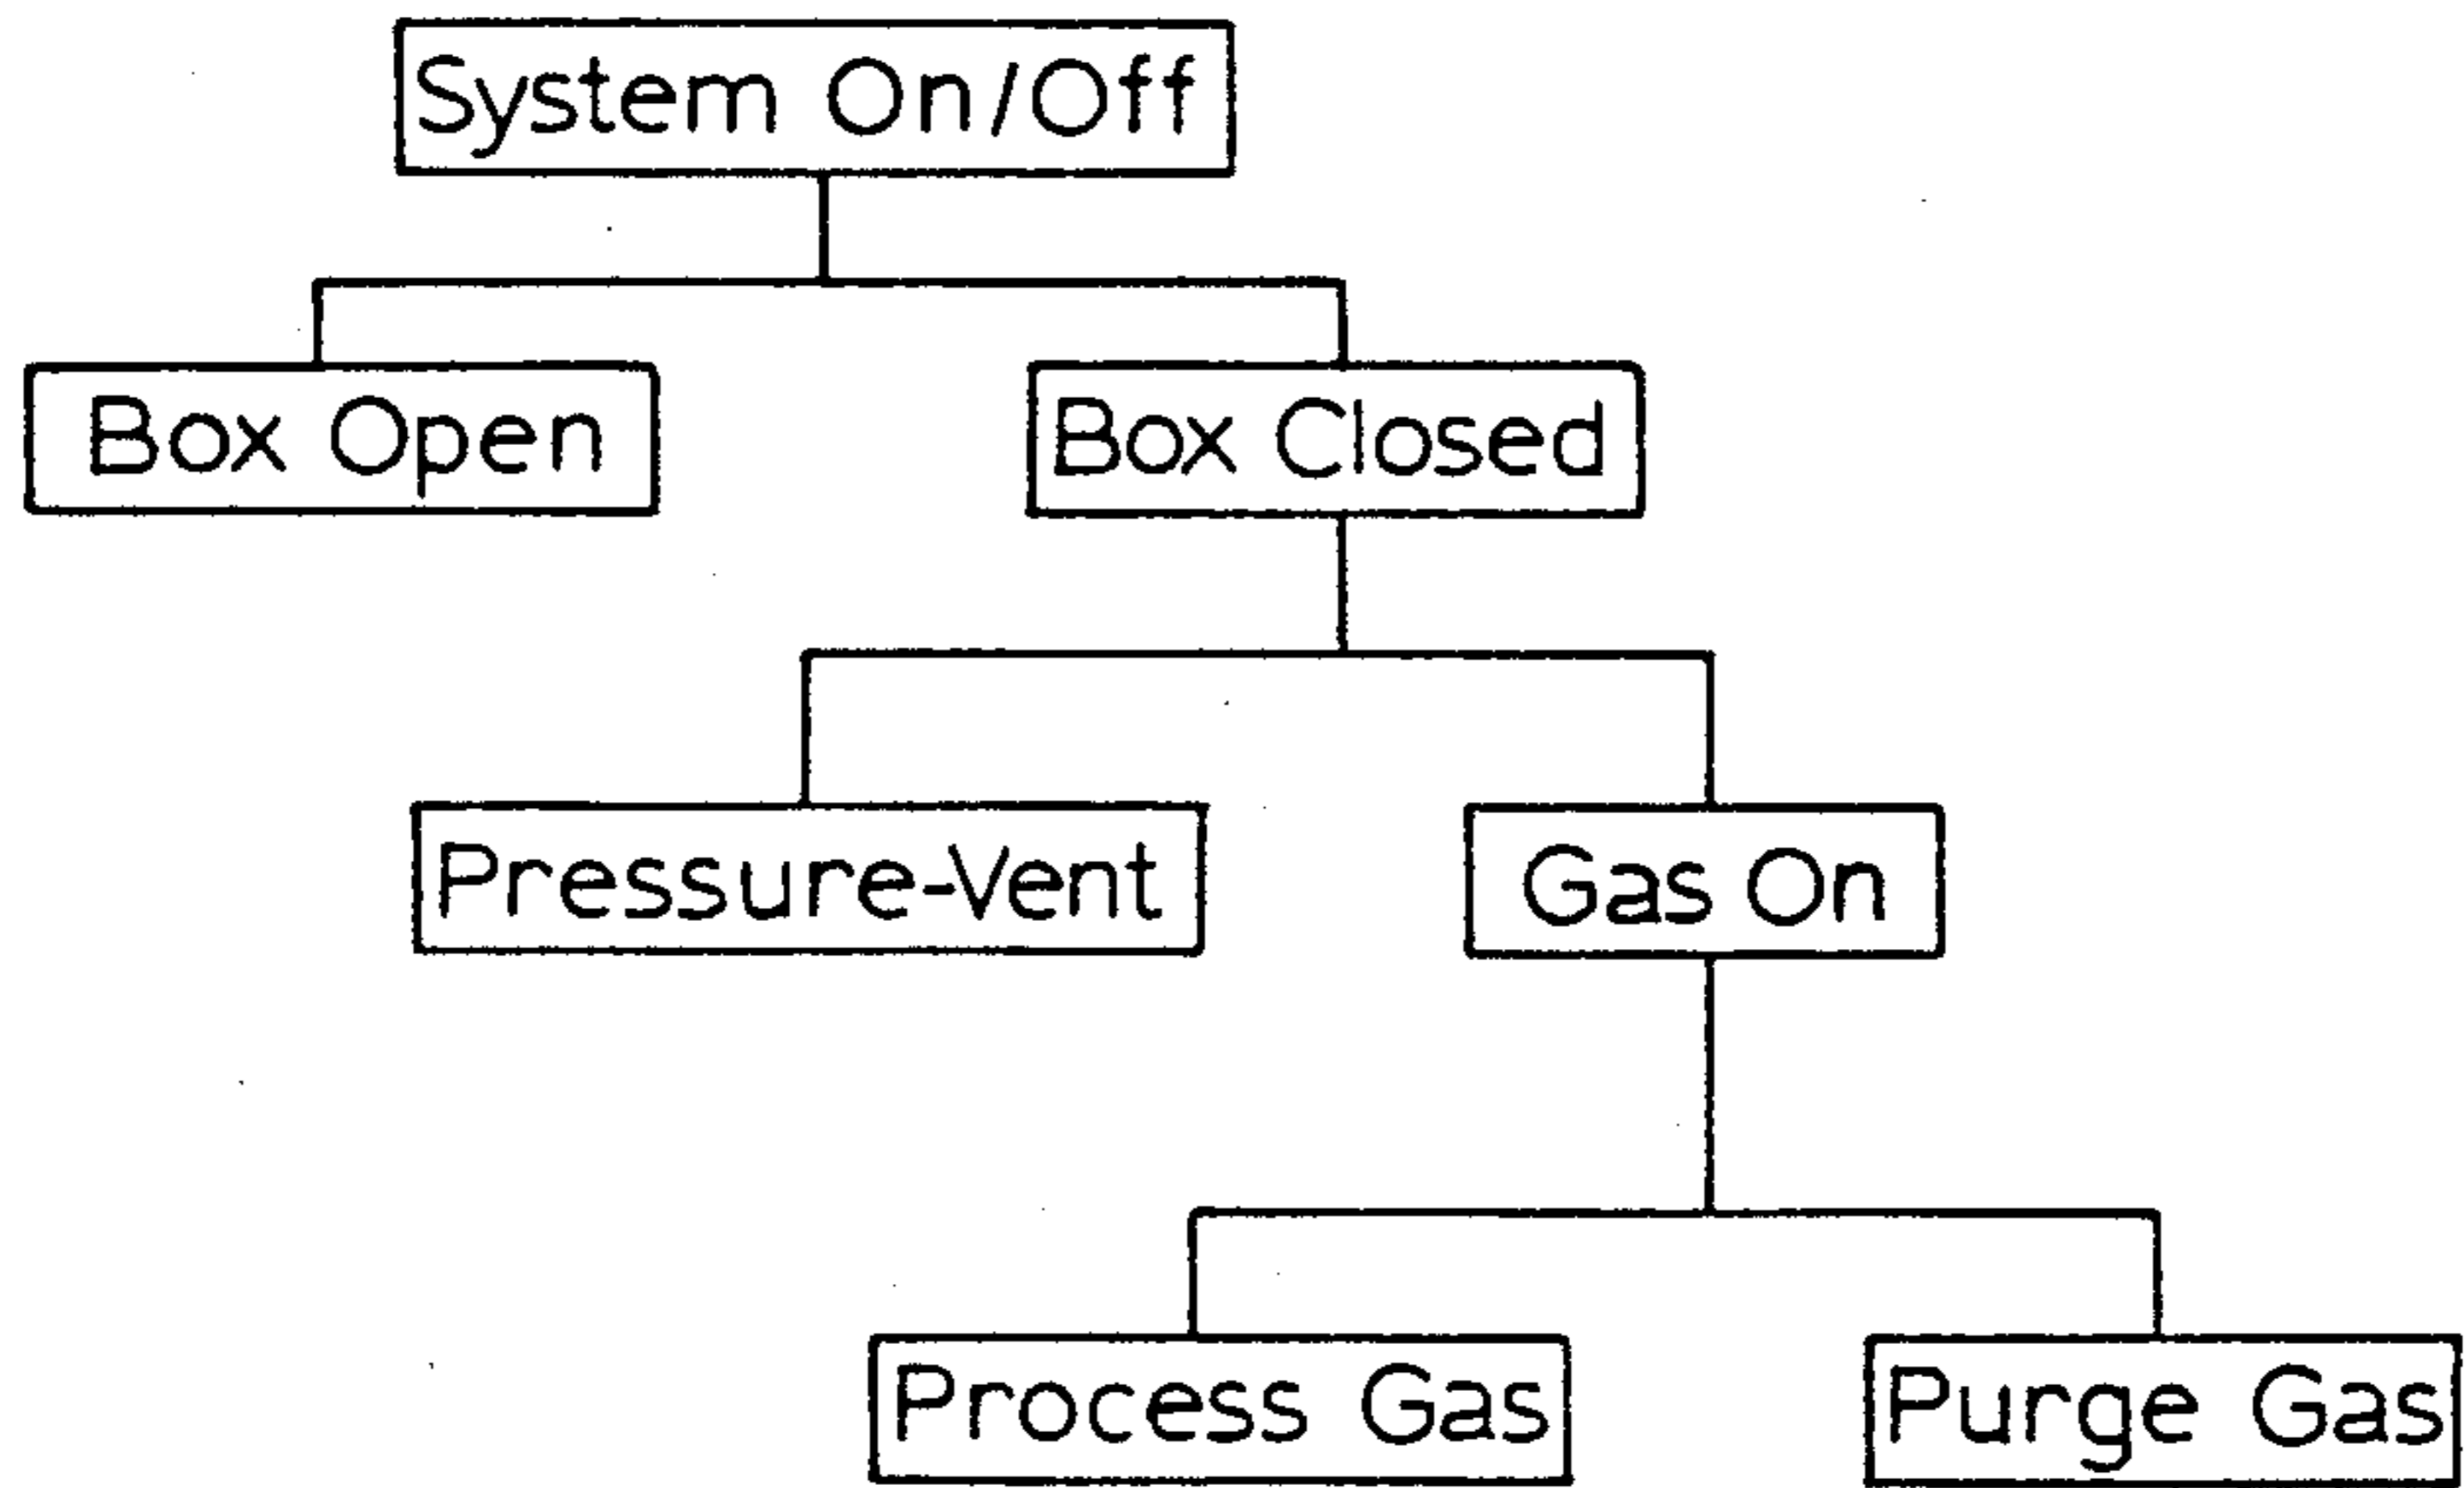 System On/Off
Box Open
Box Closed
Pressure-Vent
Gas On
Process Gas
Purge Gas